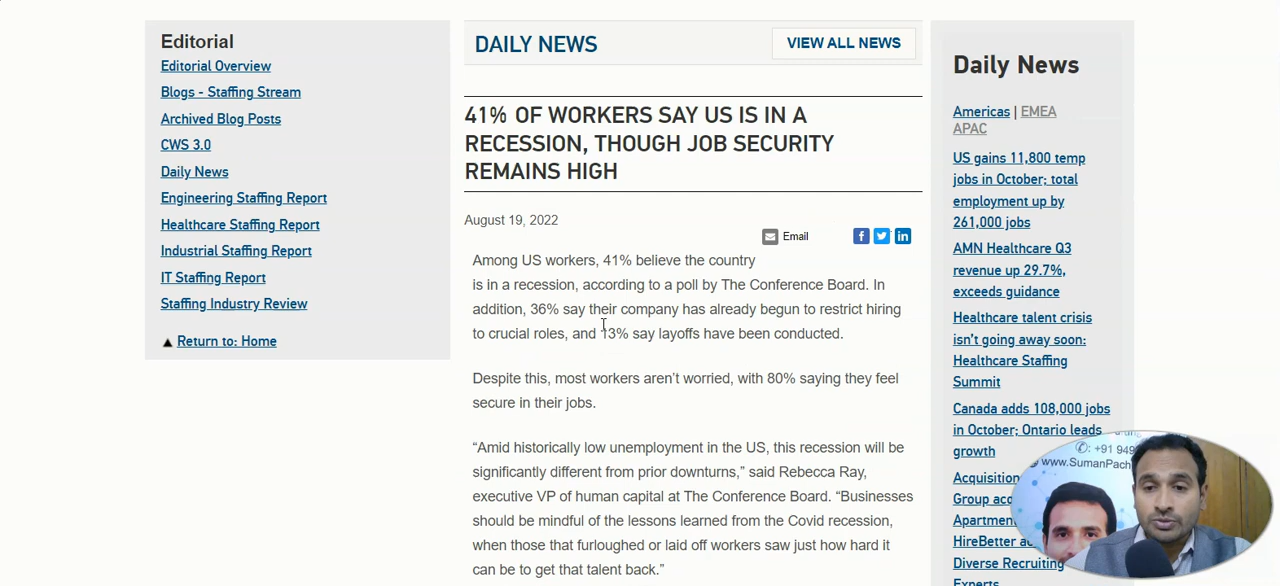 Editorial
Editorial Overview
Blogs - Staffing Stream
Archived Blog Posts
CWS 3.0
Daily News
Engineering Staffing Report
Healthcare Staffing Report
Industrial Staffing Report
IT Staffing Report
Staffing Industry Review
Return to: Home
DAILY NEWS
VIEW ALL NEWS
41% OF WORKERS SAY US IS IN A
RECESSION, THOUGH JOB SECURITY
REMAINS HIGH
August 19, 2022
Email
Among US workers, 41% believe the country
is in a recession, according to a poll by The Conference Board. In
addition, 36% say their company has already begun to restrict hiring
to crucial roles, and 13% say layoffs have been conducted.
Despite this, most workers aren’t worried, with 80% saying they feel
secure in their jobs.
“Amid historically low unemployment in the US, this recession will be
significantly different from prior downturns,” said Rebecca Ray,
executive VP of human capital at The Conference Board. “Businesses
should be mindful of the lessons learned from the Covid recession,
when those that furloughed or laid off workers saw just how hard it
can be to get that talent back.”
Daily News
Americas | EMEA
APAC
US gains 11,800 temp
jobs in October; total
employment up by
261,000 jobs
AMN Healthcare Q3
revenue up 29.7%,
exceeds guidance
Healthcare talent crisis
isn’t going away soon:
Healthcare Staffing
Summit
Canada adds 108,000 jobs
in October; Ontario leads
growth
Acquisition
Group
HireBetter
Diverse Recruiting
Experts
+91 949
www.SumanPach